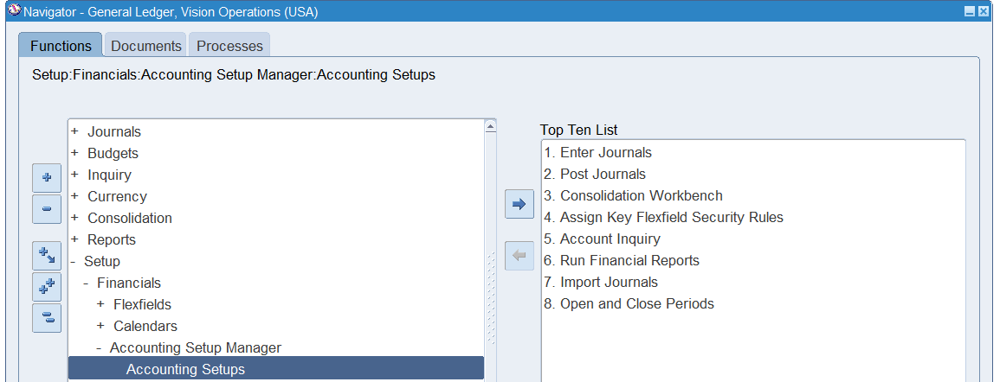 Navigator - General Ledger, Vision Operations (USA)
Functions
Documents
Processes
Setup:Financials:Accounting Setup Manager:Accounting Setups
+ Journals
+ Budgets
+ Inquiry
+ Currency
+ Consolidation
+ Reports
- Setup
- Financials
+ Flexfields
+ Calendars
- Accounting Setup Manager
Accounting Setups
Top Ten List
1. Enter Journals
2. Post Journals
3. Consolidation Workbench
4. Assign Key Flexfield Security Rules
5. Account Inquiry
6. Run Financial Reports
7. Import Journals
8. Open and Close Periods